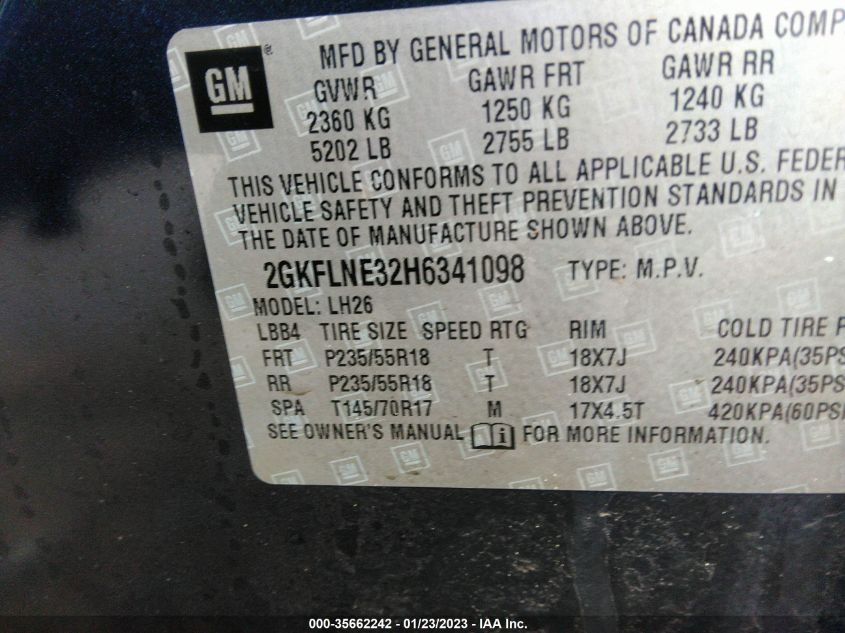 GM ®
MFD BY GENERAL MOTORS OF CANADA COMP
GVWR GAWR FRT GAWR RR
2360 KG 1250 KG 1240 KG
5202 LB 2755 LB 2733 LB
THIS VEHICLE CONFORMS TO ALL APPLICABLE U.S. FEDER
VEHICLE SAFETY AND THEFT PREVENTION STANDARDS IN
THE DATE OF MANUFACTURE SHOWN ABOVE.
2GKFLNE32H6341098 TYPE: M.P.V.
MODEL: LH26
LBB4 TIRE SIZE SPEED RTG RIM COLD TIRE P
FRT P235/55R18 T 18X7J 240KPA(35PS
RR P235/55R18 T 18X7J 240KPA(35PS
SPA T145/70R17 M 17X4.5T 420KPA(60PSI
SEE OWNER'S MANUAL i FOR MORE INFORMATION.
000-35662242 / 01/23/2023 - IAA Inc.